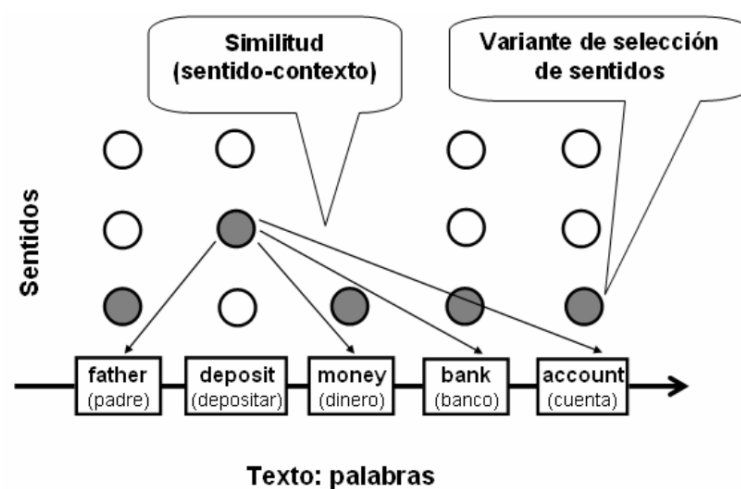 Similitud
(sentido-contexto)
Variante de selección
de sentidos
Sentidos
father
(padre)
deposit
(depositar)
money
(dinero)
bank
(banco)
account
(cuenta)
Texto: palabras